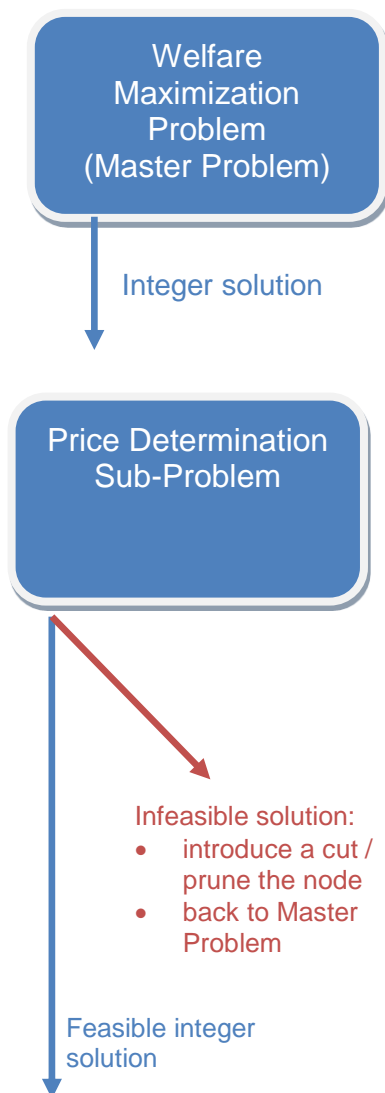 Welfare
Maximization
Problem
(Master Problem)
Integer solution
Price Determination
Sub-Problem
Infeasible solution:
• introduce a cut /
prune the node
• back to Master
Problem
Feasible integer
solution